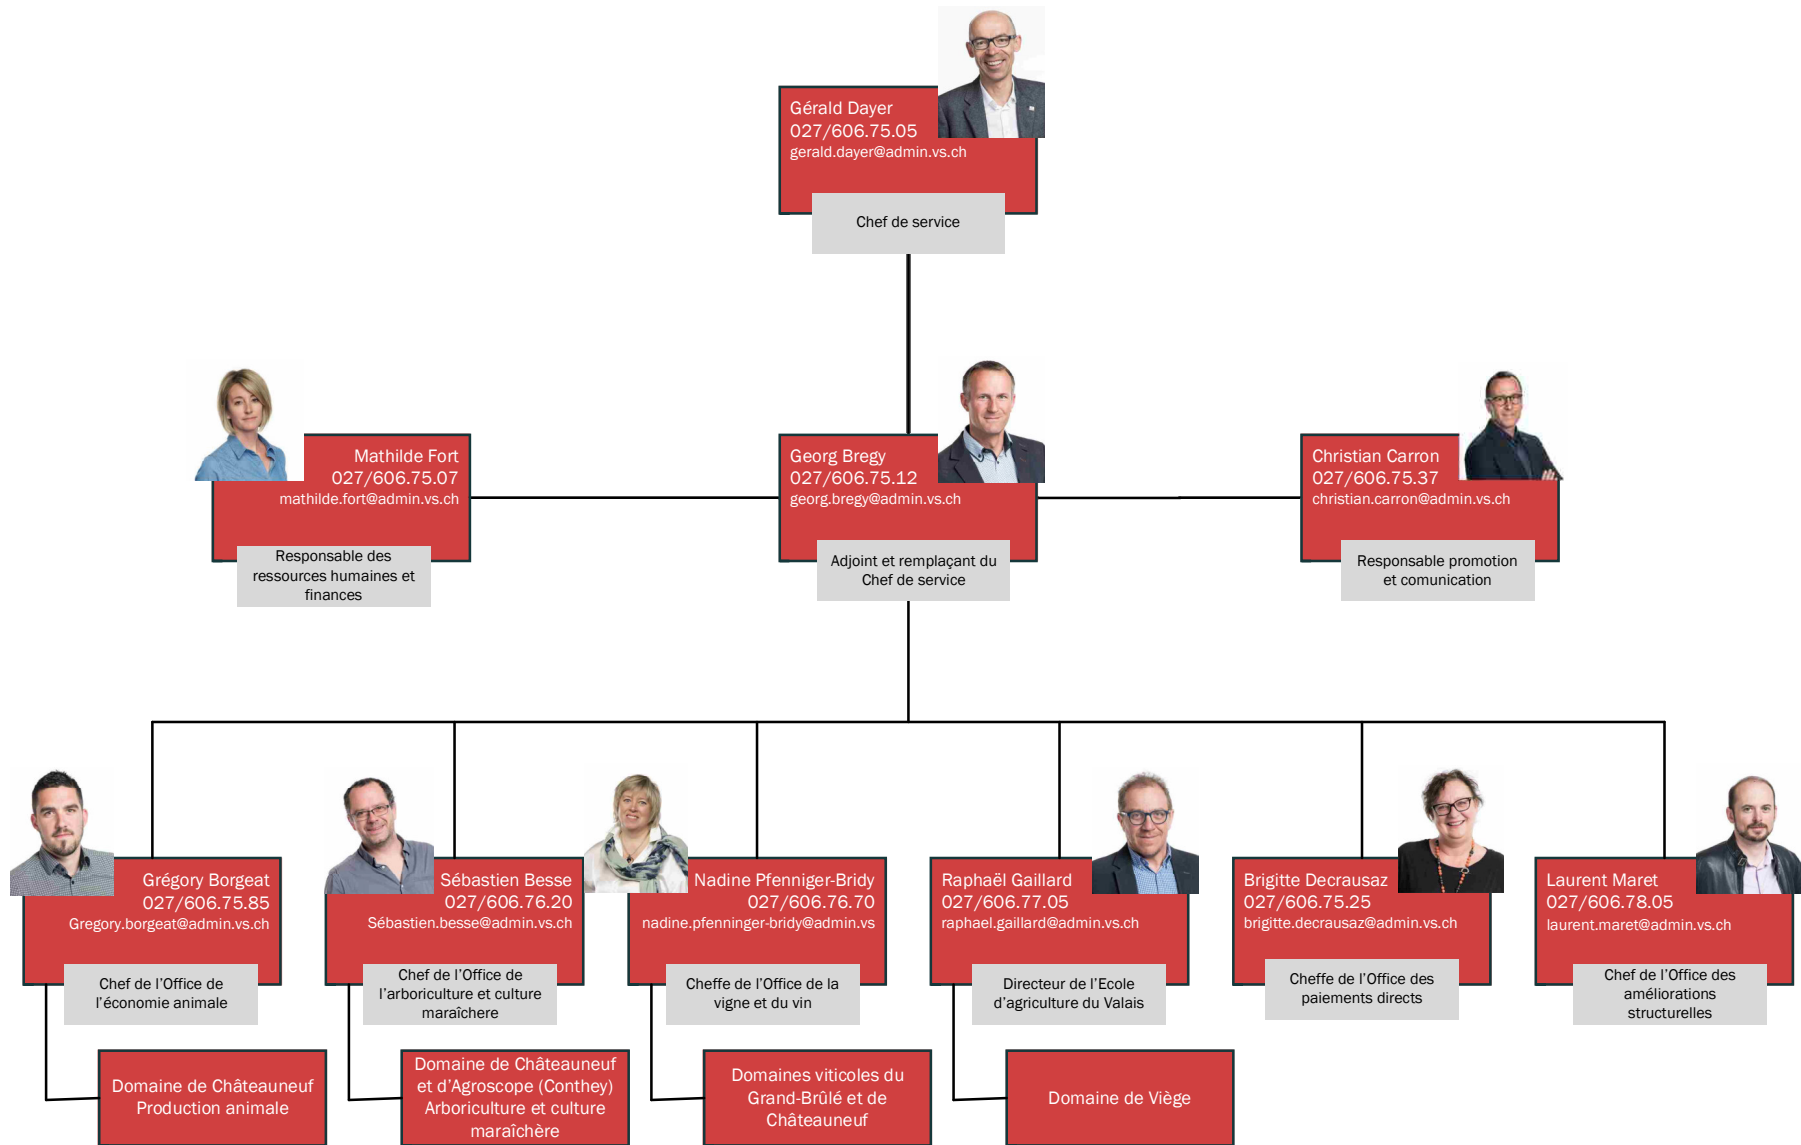 Gérald Dayer
027/606.75.05
gerald.dayer@admin.vs.ch
Chef de service
Mathilde Fort
027/606.75.07
mathilde.fort@admin.vs.ch
Responsable des
ressources humaines et
finances
Georg Bregy
027/606.75.12
georg.bregy@admin.vs.ch
Adjoint et remplaçant du
Chef de service
Christian Carron
027/606.75.37
christian.carron@admin.vs.ch
Responsable promotion
et comunication
Grégory Borgeat
027/606.75.85
Gregory.borgeat@admin.vs.ch
Chef de l'Office de
l'économie animale
Sébastien Besse
027/606.76.20
Sébastien.besse@admin.vs.ch
Chef de l'Office de
l'arboriculture et culture
maraîchere
Nadine Pfenniger-Bridy
027/606.76.70
nadine.pfenninger-bridy@admin.vs
Cheffe de l'Office de la
vigne et du vin
Raphaël Gaillard
027/606.77.05
raphael.gaillard@admin.vs.ch
Directeur de l'Ecole
d'agriculture du Valais
Brigitte Decrausaz
027/606.75.25
brigitte.decrausaz@admin.vs.ch
Cheffe de l'Office des
paiements directs
Laurent Maret
027/606.78.05
laurent.maret@admin.vs.ch
Chef de l'Office des
améliorations
structurelles
Domaine de Châteauneuf
Production animale
Domaine de Châteauneuf
et d'Agroscope (Conthey)
Arboriculture et culture
maraîchère
Domaines viticoles du
Grand-Brûlé et de
Châteauneuf
Domaine de Viège